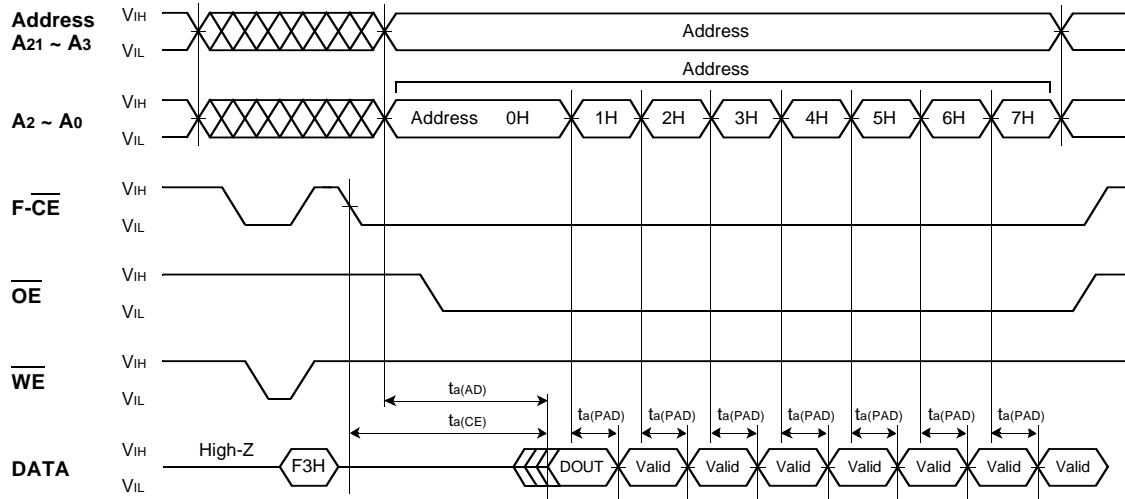 Address
A21 ~ A3
VIH
VIL
Address
Address
A2 ~ A0
VIH
VIL
Address 0H 1H 2H 3H 4H 5H 6H 7H
F-CE
VIH
VIL
OE
VIH
VIL
WE
VIH
VIL
ta(AD)
ta(CE)
ta(PAD) ta(PAD) ta(PAD) ta(PAD) ta(PAD) ta(PAD) ta(PAD)
DATA
VIH
VIL
High-Z F3H DOUT Valid Valid Valid Valid Valid Valid Valid